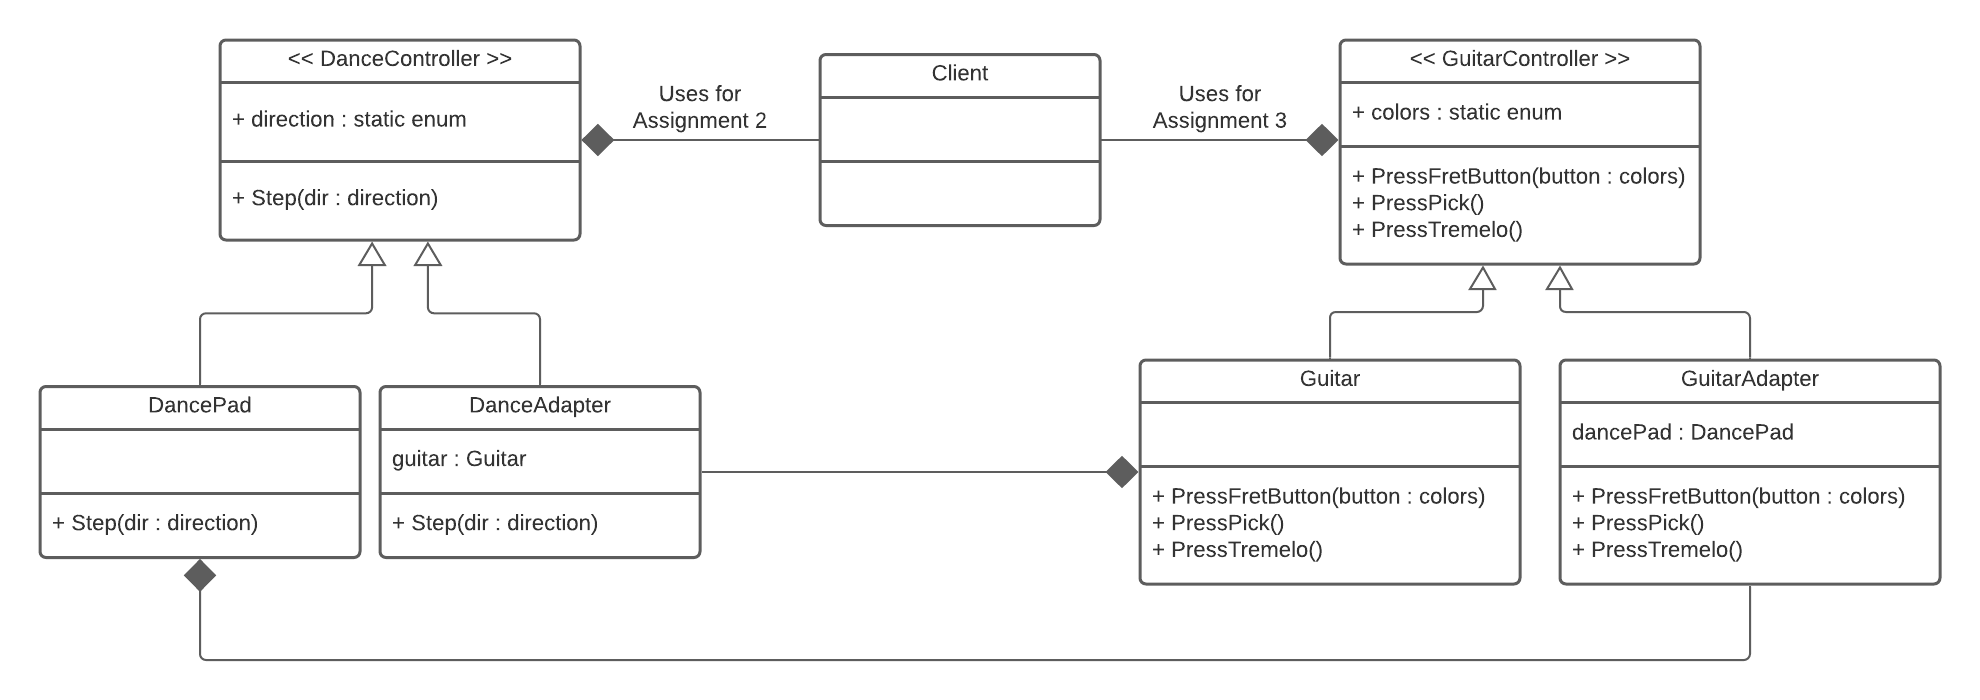 << DanceController >>
+ direction : static enum
+ Step(dir : direction)
Uses for
Assignment 2
Client
Uses for
Assignment 3
<< GuitarController >>
+ colors : static enum
+ PressFretButton(button : colors)
+ PressPick()
+ PressTremelo()
DancePad
+ Step(dir : direction)
DanceAdapter
guitar : Guitar
+ Step(dir : direction)
Guitar
+ PressFretButton(button : colors)
+ PressPick()
+ PressTremelo()
GuitarAdapter
dancePad : DancePad
+ PressFretButton(button : colors)
+ PressPick()
+ PressTremelo()